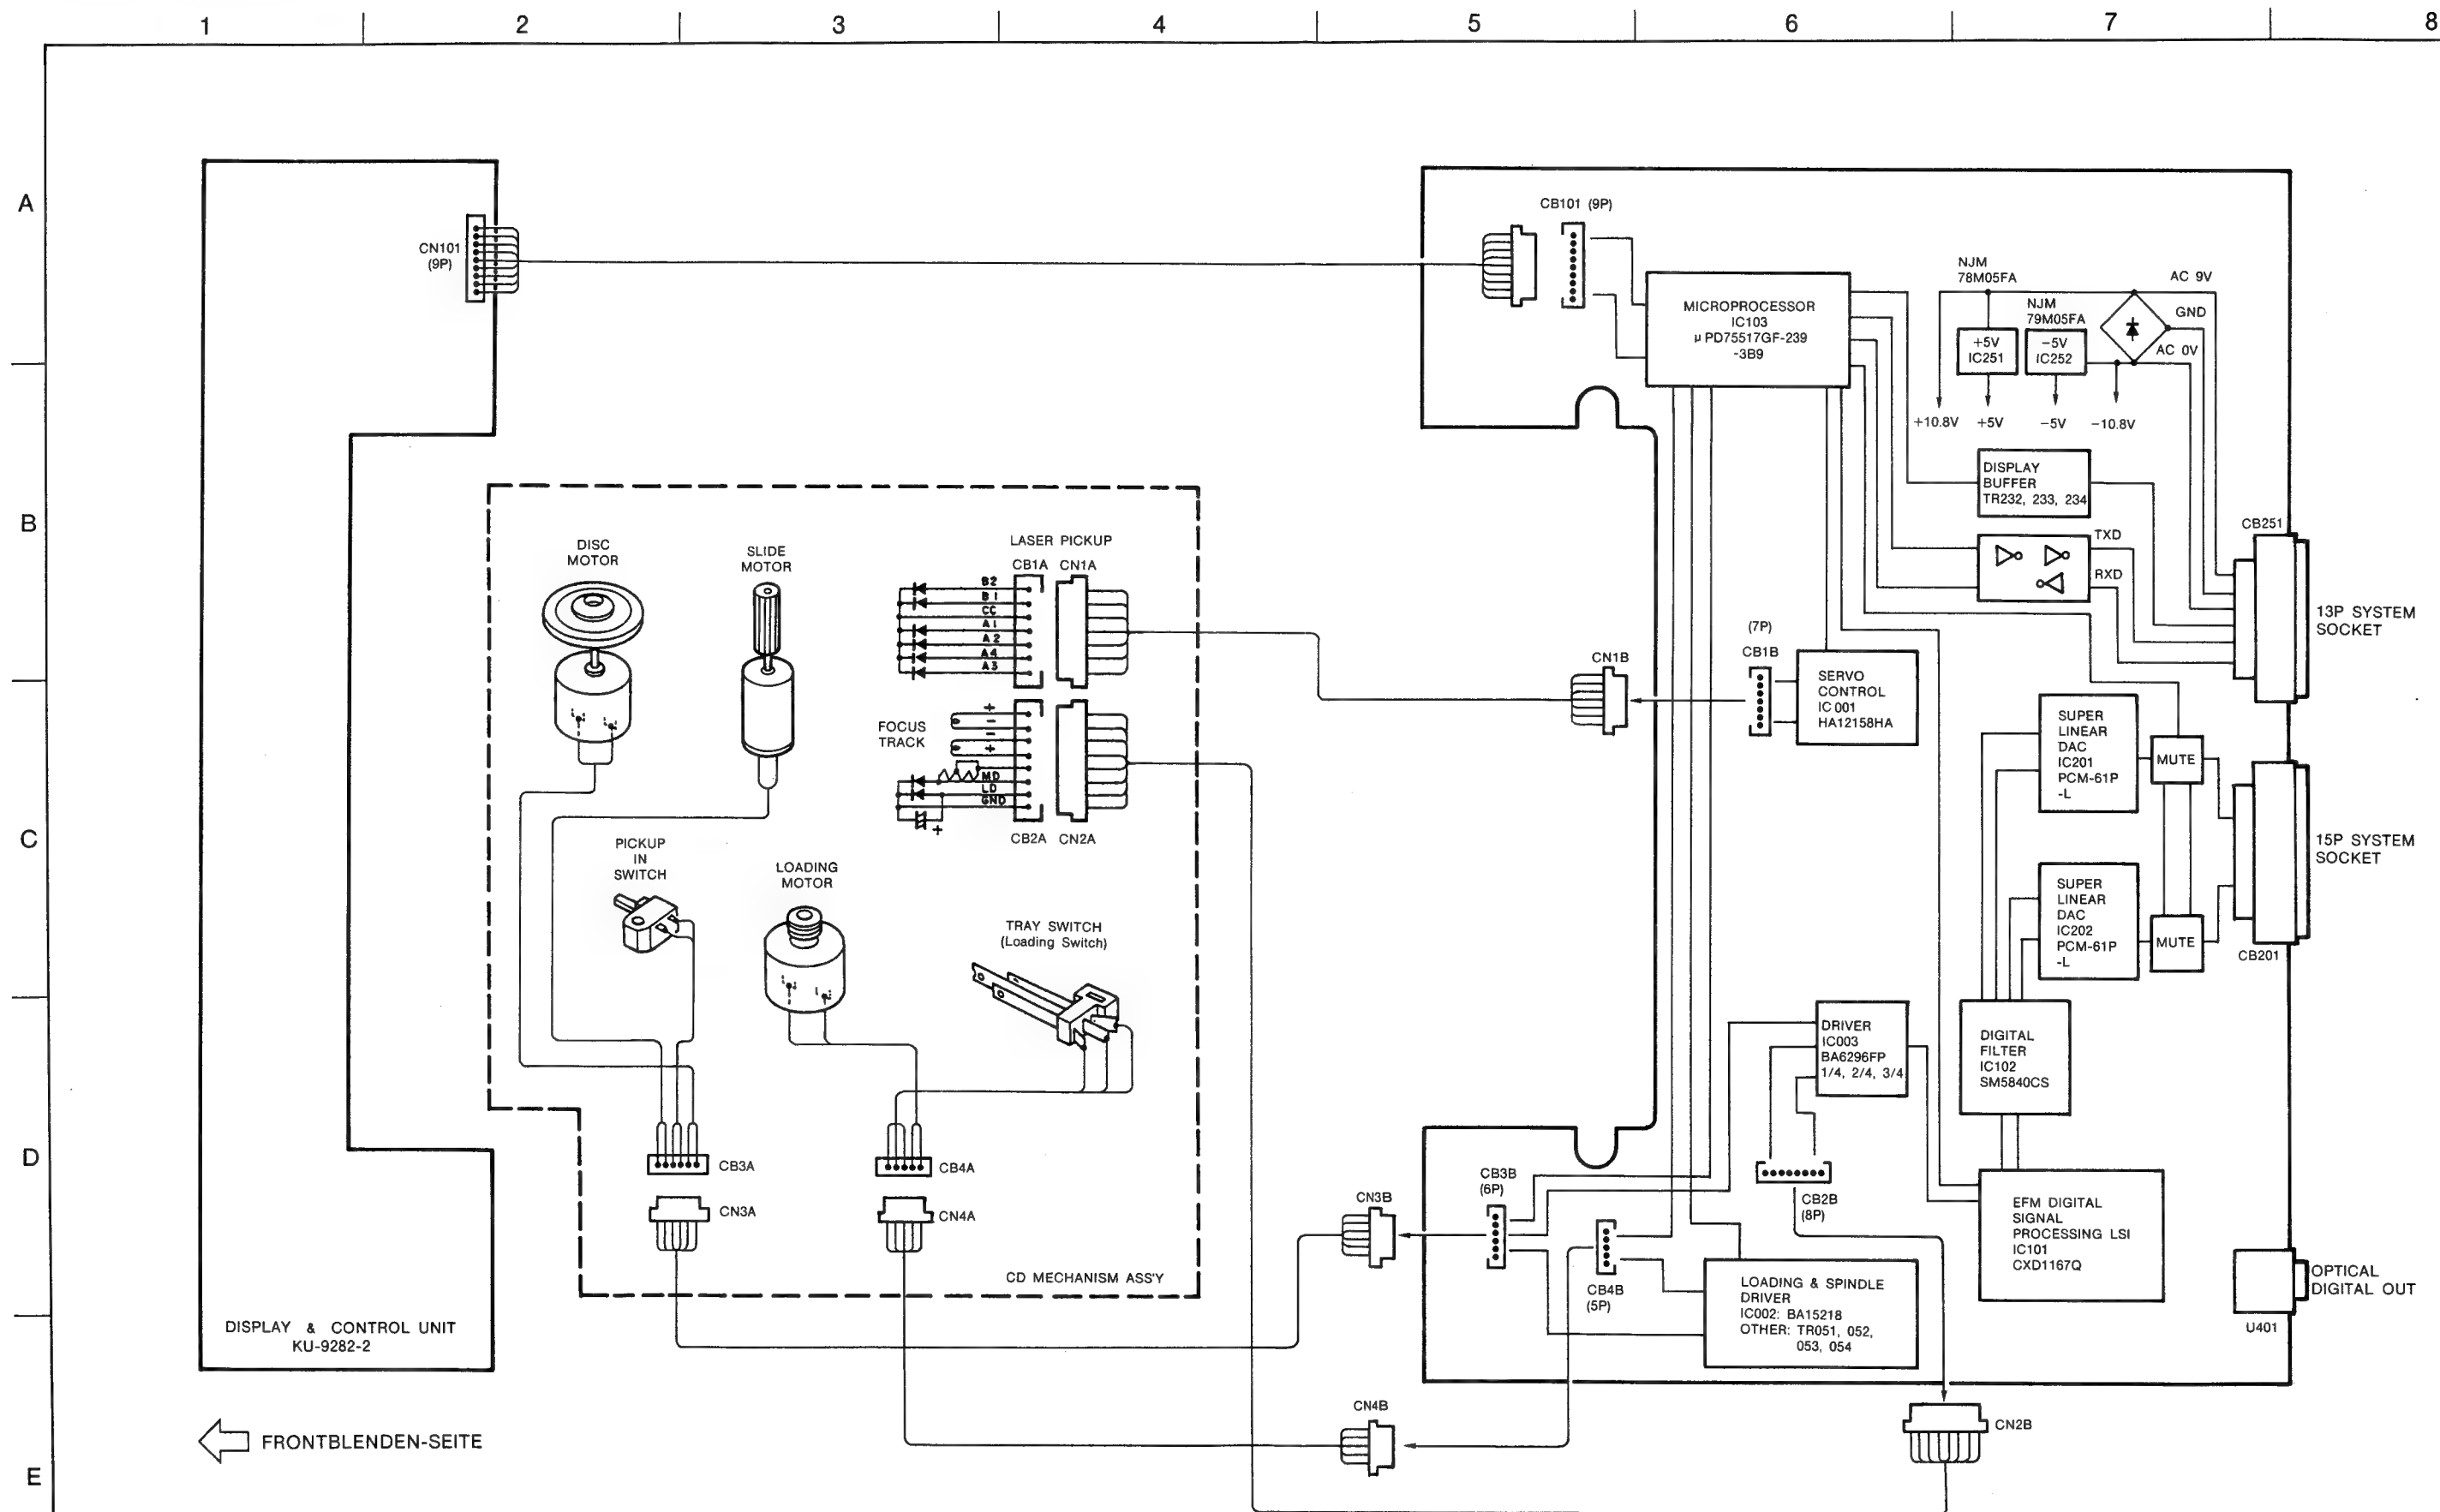 1
2
3
4
5
6
7
8
A
B
C
D
E
CN101
(9P)
DISPLAY & CONTROL UNIT
KU-9282-2
FRONTBLENDEN-SEITE
DISC
MOTOR
SLIDE
MOTOR
LASER PICKUP
CB1A
CN1A
B2
B1
CC
A1
A2
A4
A3
FOCUS
TRACK
+
−
−
+
MD
LD
GND
+
CB2A
CN2A
PICKUP
IN
SWITCH
LOADING
MOTOR
TRAY SWITCH
(Loading Switch)
CB3A
CN3A
CB4A
CN4A
CD MECHANISM ASS'Y
CB101 (9P)
MICROPROCESSOR
IC103
μPD75517GF-239
-3B9
NJM
78M05FA
NJM
79M05FA
AC 9V
GND
AC 0V
+5V
IC251
−5V
IC252
+10.8V
+5V
−5V
−10.8V
DISPLAY
BUFFER
TR232, 233, 234
TXD
RXD
CB251
13P SYSTEM
SOCKET
CN1B
(7P)
CB1B
SERVO
CONTROL
IC001
HA12158HA
SUPER
LINEAR
DAC
IC201
PCM-61P
-L
MUTE
15P SYSTEM
SOCKET
SUPER
LINEAR
DAC
IC202
PCM-61P
-L
MUTE
CB201
DRIVER
IC003
BA6296FP
1/4, 2/4, 3/4
DIGITAL
FILTER
IC102
SM5840CS
CB3B
(6P)
CN3B
CB2B
(8P)
EFM DIGITAL
SIGNAL
PROCESSING LSI
IC101
CXD1167Q
CB4B
(5P)
LOADING & SPINDLE
DRIVER
IC002: BA15218
OTHER: TR051, 052,
053, 054
OPTICAL
DIGITAL OUT
U401
CN4B
CN2B